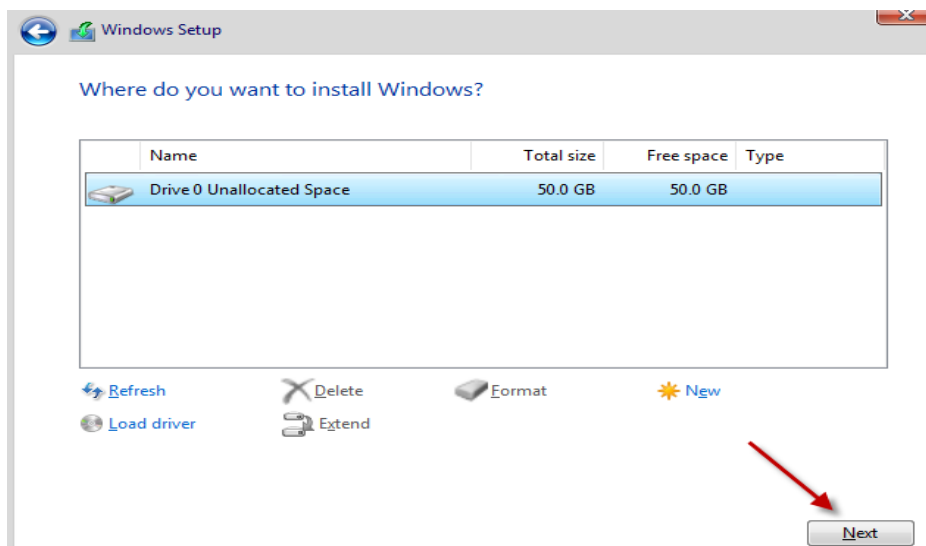 Windows Setup
Where do you want to install Windows?
Name Total size Free space Type
Drive 0 Unallocated Space 50.0 GB 50.0 GB
Refresh Delete Format New
Load driver Extend
Next